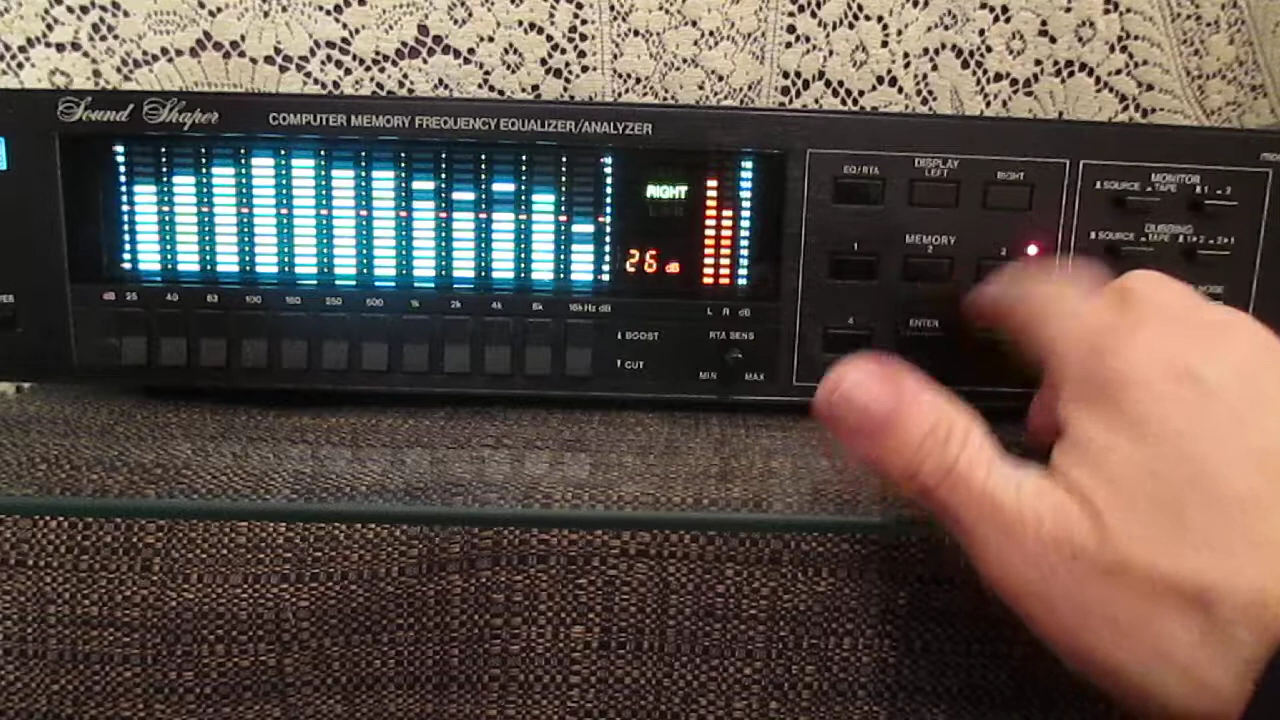 Sound Shaper
COMPUTER MEMORY FREQUENCY EQUALIZER/ANALYZER
DISPLAY
EQ/RTA LEFT RIGHT
MONITOR
SOURCE TAPE 1 2
RIGHT
MEMORY
1 2 3
DUBBING
SOURCE TAPE 1▸2 2▸1
26 dB
dB 25 40 63 100 160 250 500 1k 2k 4k 8k 16k Hz dB
L R dB
4 ENTER
BOOST
CUT
RTA SENS
MIN MAX